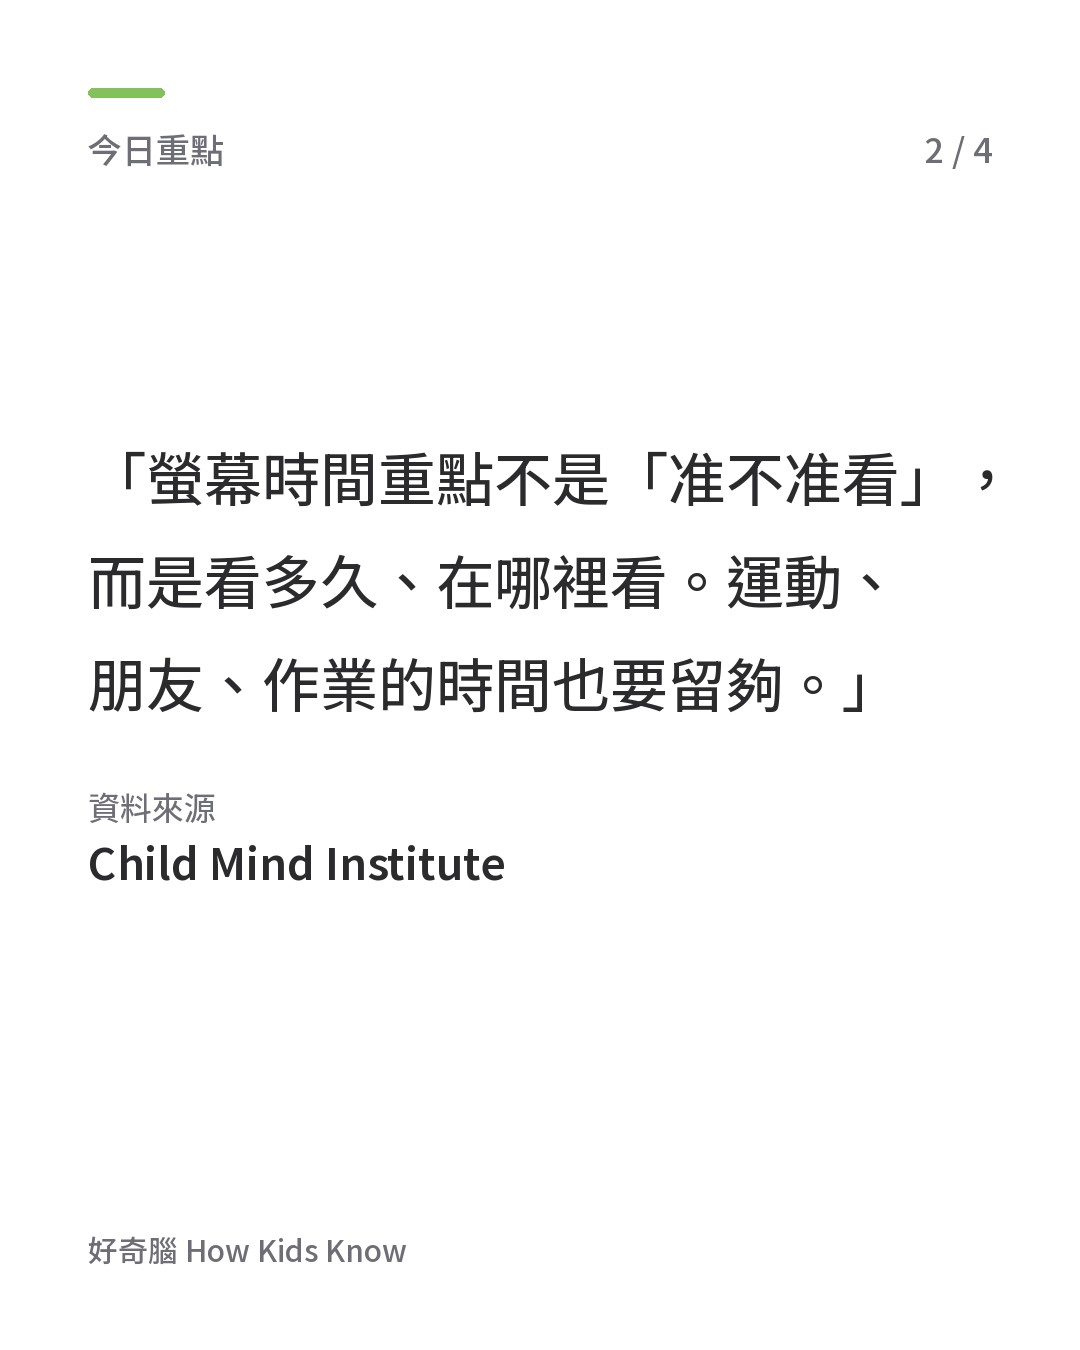 今日重點
2 / 4
「螢幕時間重點不是「准不准看」，
而是看多久、在哪裡看。運動、
朋友、作業的時間也要留夠。」
資料來源
Child Mind Institute
好奇腦 How Kids Know